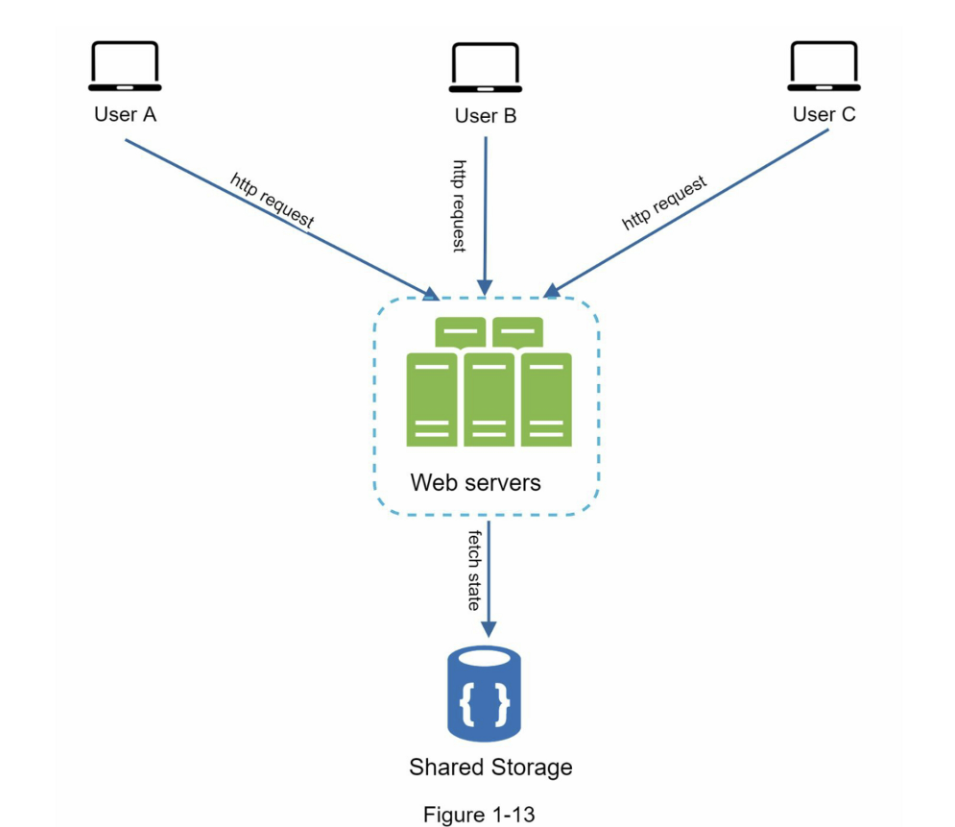 User A
User B
User C
http request
http request
http request
Web servers
fetch state
{ }
Shared Storage
Figure 1-13